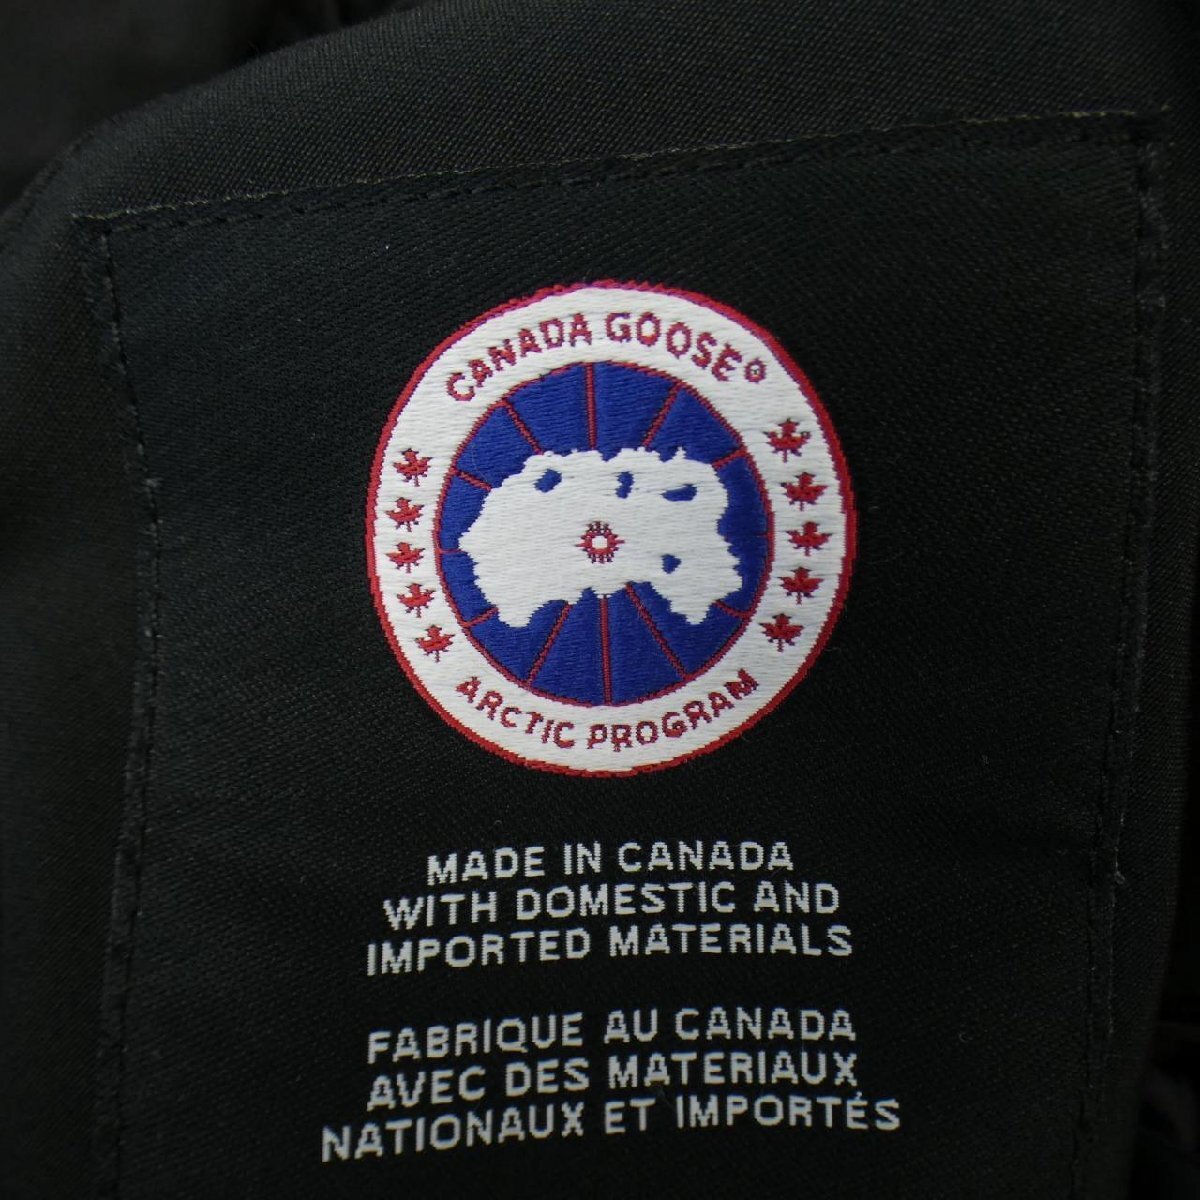 CANADA GOOSE®
ARCTIC PROGRAM
MADE IN CANADA
WITH DOMESTIC AND
IMPORTED MATERIALS
FABRIQUE AU CANADA
AVEC DES MATERIAUX
NATIONAUX ET IMPORTÉS